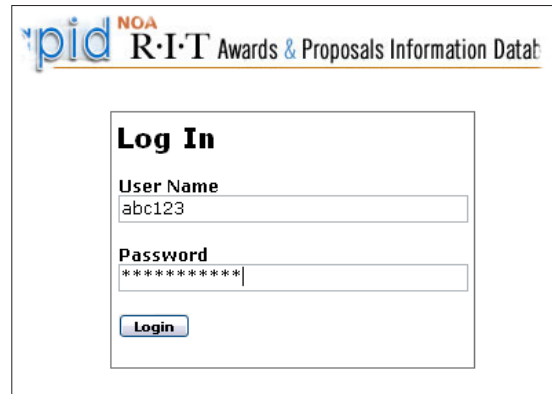 pid NOA
R·I·T Awards & Proposals Information Datab
Log In
User Name
abc123
Password
***********
Login